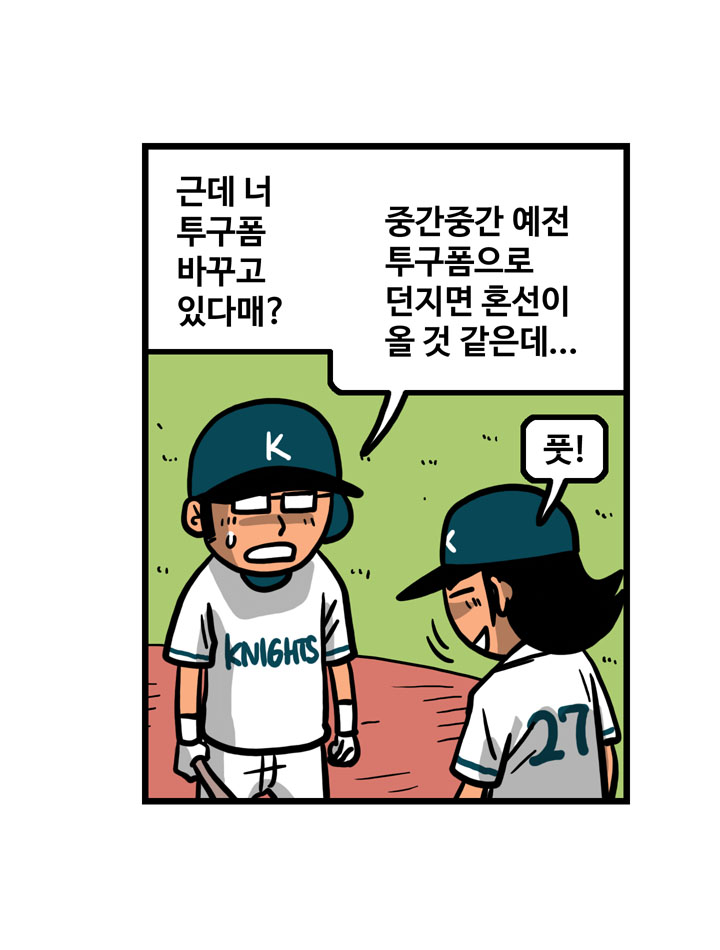 근데 너
투구폼
바꾸고
있다매?
중간중간 예전
투구폼으로
던지면 혼선이
올 것 같은데...
풋!
K
K
KNIGHTS
27